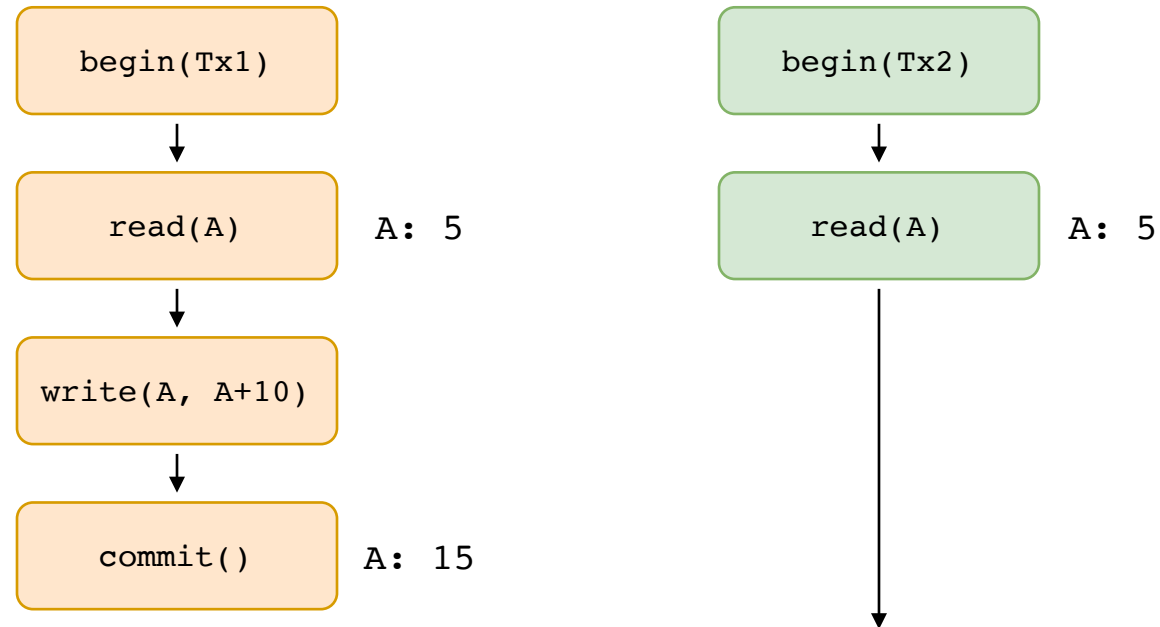 begin(Tx1)
begin(Tx2)
read(A)
A: 5
read(A)
A: 5
write(A, A+10)
commit()
A: 15